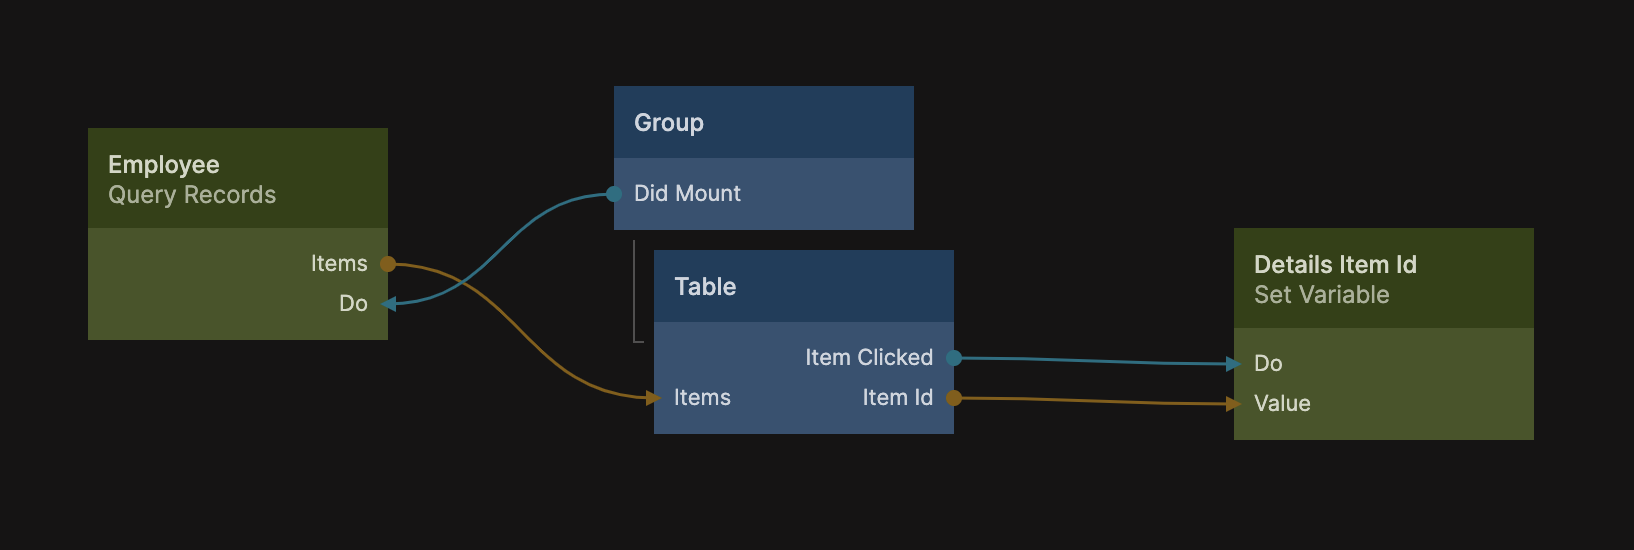 Employee
Query Records
Items
Do
Group
Did Mount
Table
Item Clicked
Items
Item Id
Details Item Id
Set Variable
Do
Value